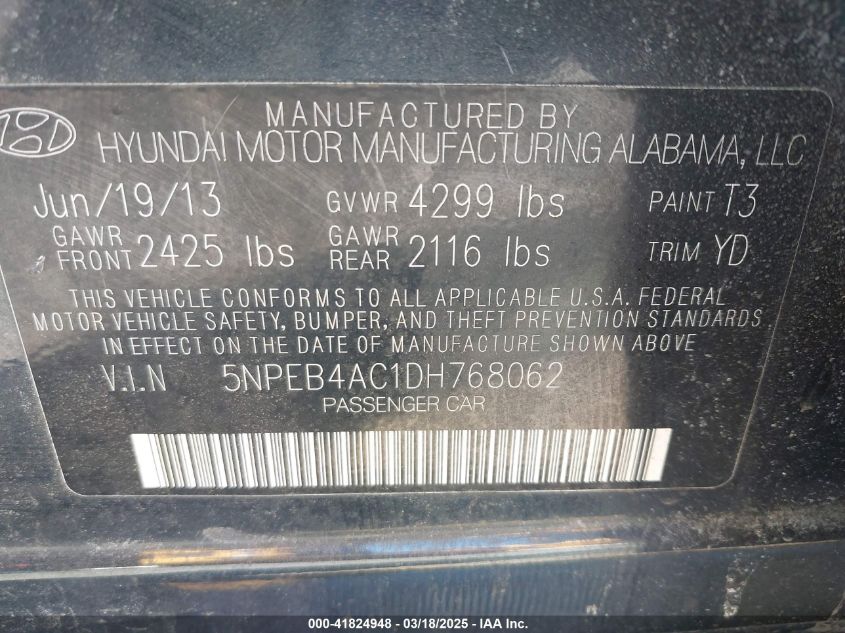 MANUFACTURED BY
HYUNDAI MOTOR MANUFACTURING ALABAMA, LLC
Jun/19/13 GVWR 4299 lbs PAINT T3
GAWR FRONT 2425 lbs GAWR REAR 2116 lbs TRIM YD
THIS VEHICLE CONFORMS TO ALL APPLICABLE U.S.A. FEDERAL
MOTOR VEHICLE SAFETY, BUMPER, AND THEFT PREVENTION STANDARDS
IN EFFECT ON THE DATE OF MANUFACTURE SHOWN ABOVE
V.I.N 5NPEB4AC1DH768062
PASSENGER CAR
000-41824948 - 03/18/2025 - IAA Inc.